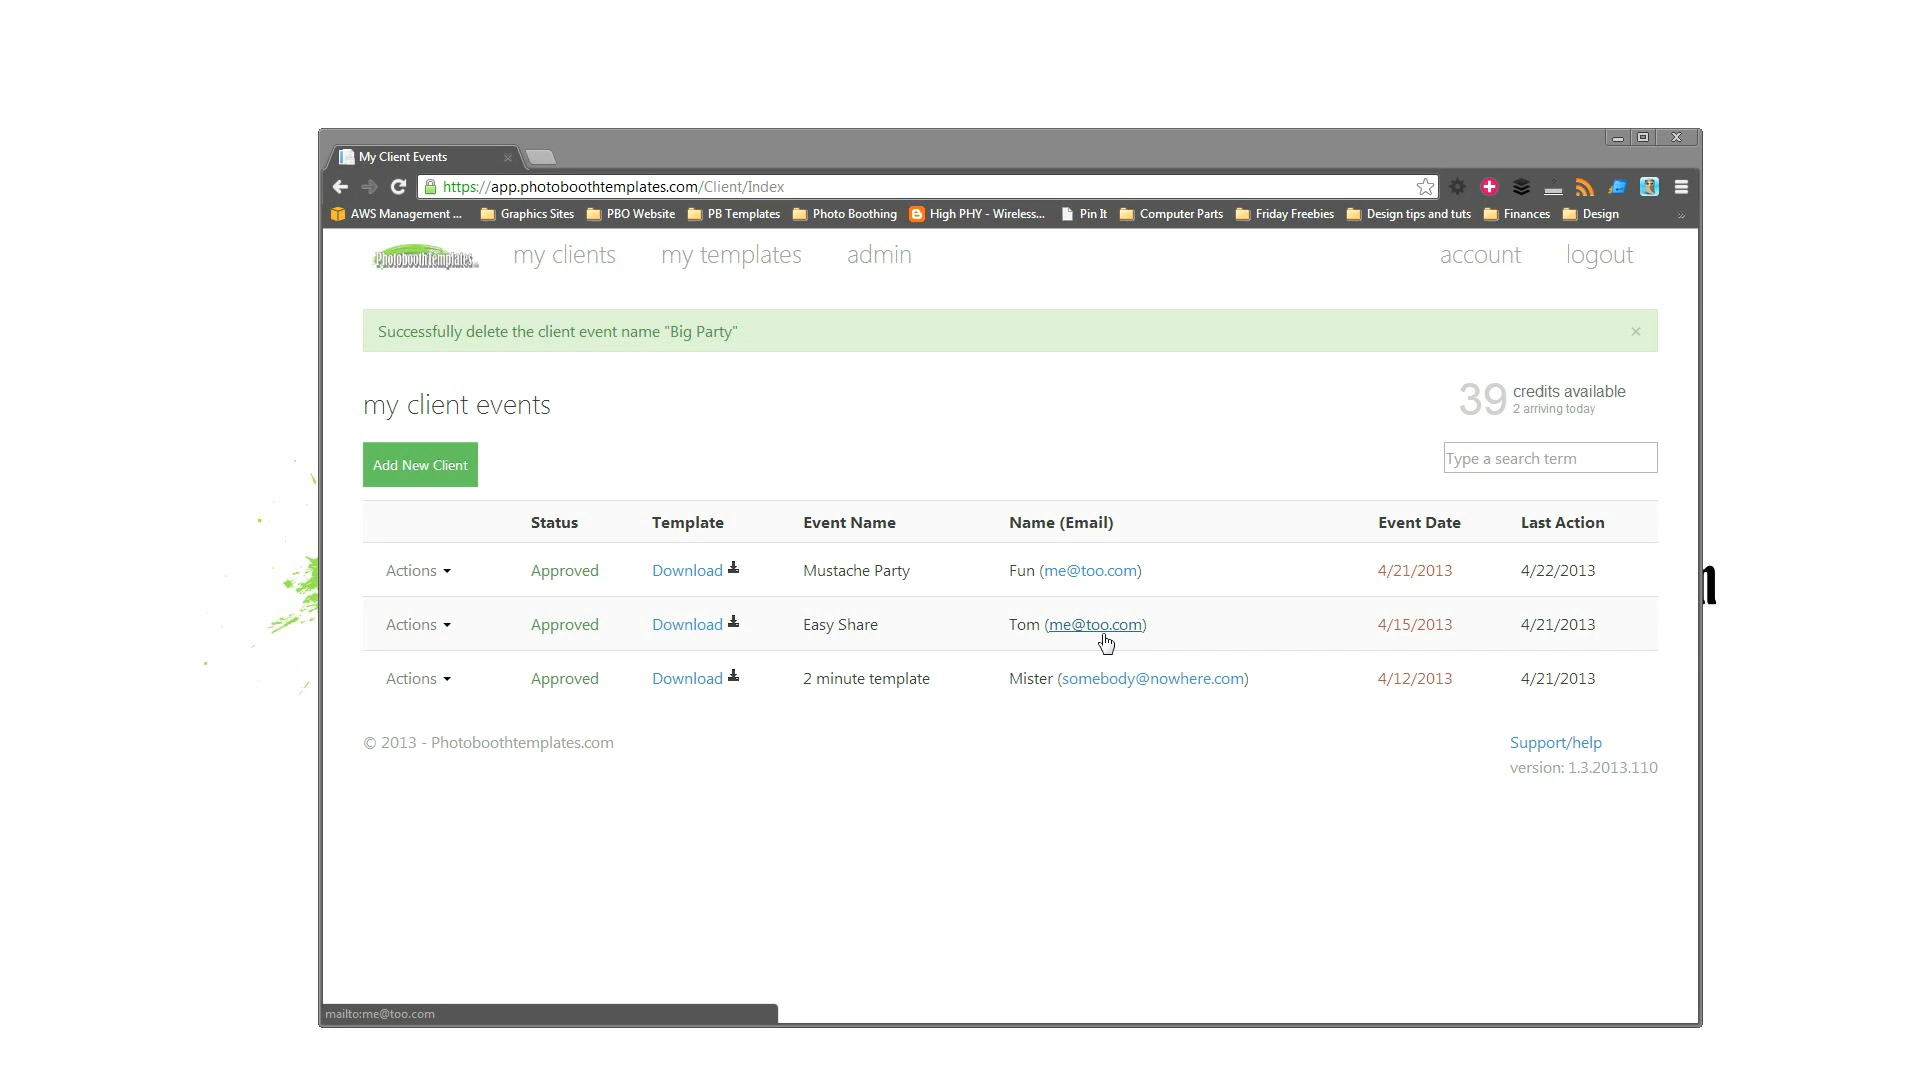 My Client Events
https://app.photoboothtemplates.com/Client/Index
AWS Management ... Graphics Sites PBO Website PB Templates Photo Boothing High PHY - Wireless... Pin It Computer Parts Friday Freebies Design tips and tuts Finances Design »
PhotoboothTemplates my clients my templates admin account logout
Successfully delete the client event name "Big Party" ×
my client events
39 credits available
2 arriving today
Add New Client
Type a search term
Status Template Event Name Name (Email) Event Date Last Action
Actions Approved Download Mustache Party Fun (me@too.com) 4/21/2013 4/22/2013
Actions Approved Download Easy Share Tom (me@too.com) 4/15/2013 4/21/2013
Actions Approved Download 2 minute template Mister (somebody@nowhere.com) 4/12/2013 4/21/2013
© 2013 - Photoboothtemplates.com
Support/help
version: 1.3.2013.110
mailto:me@too.com